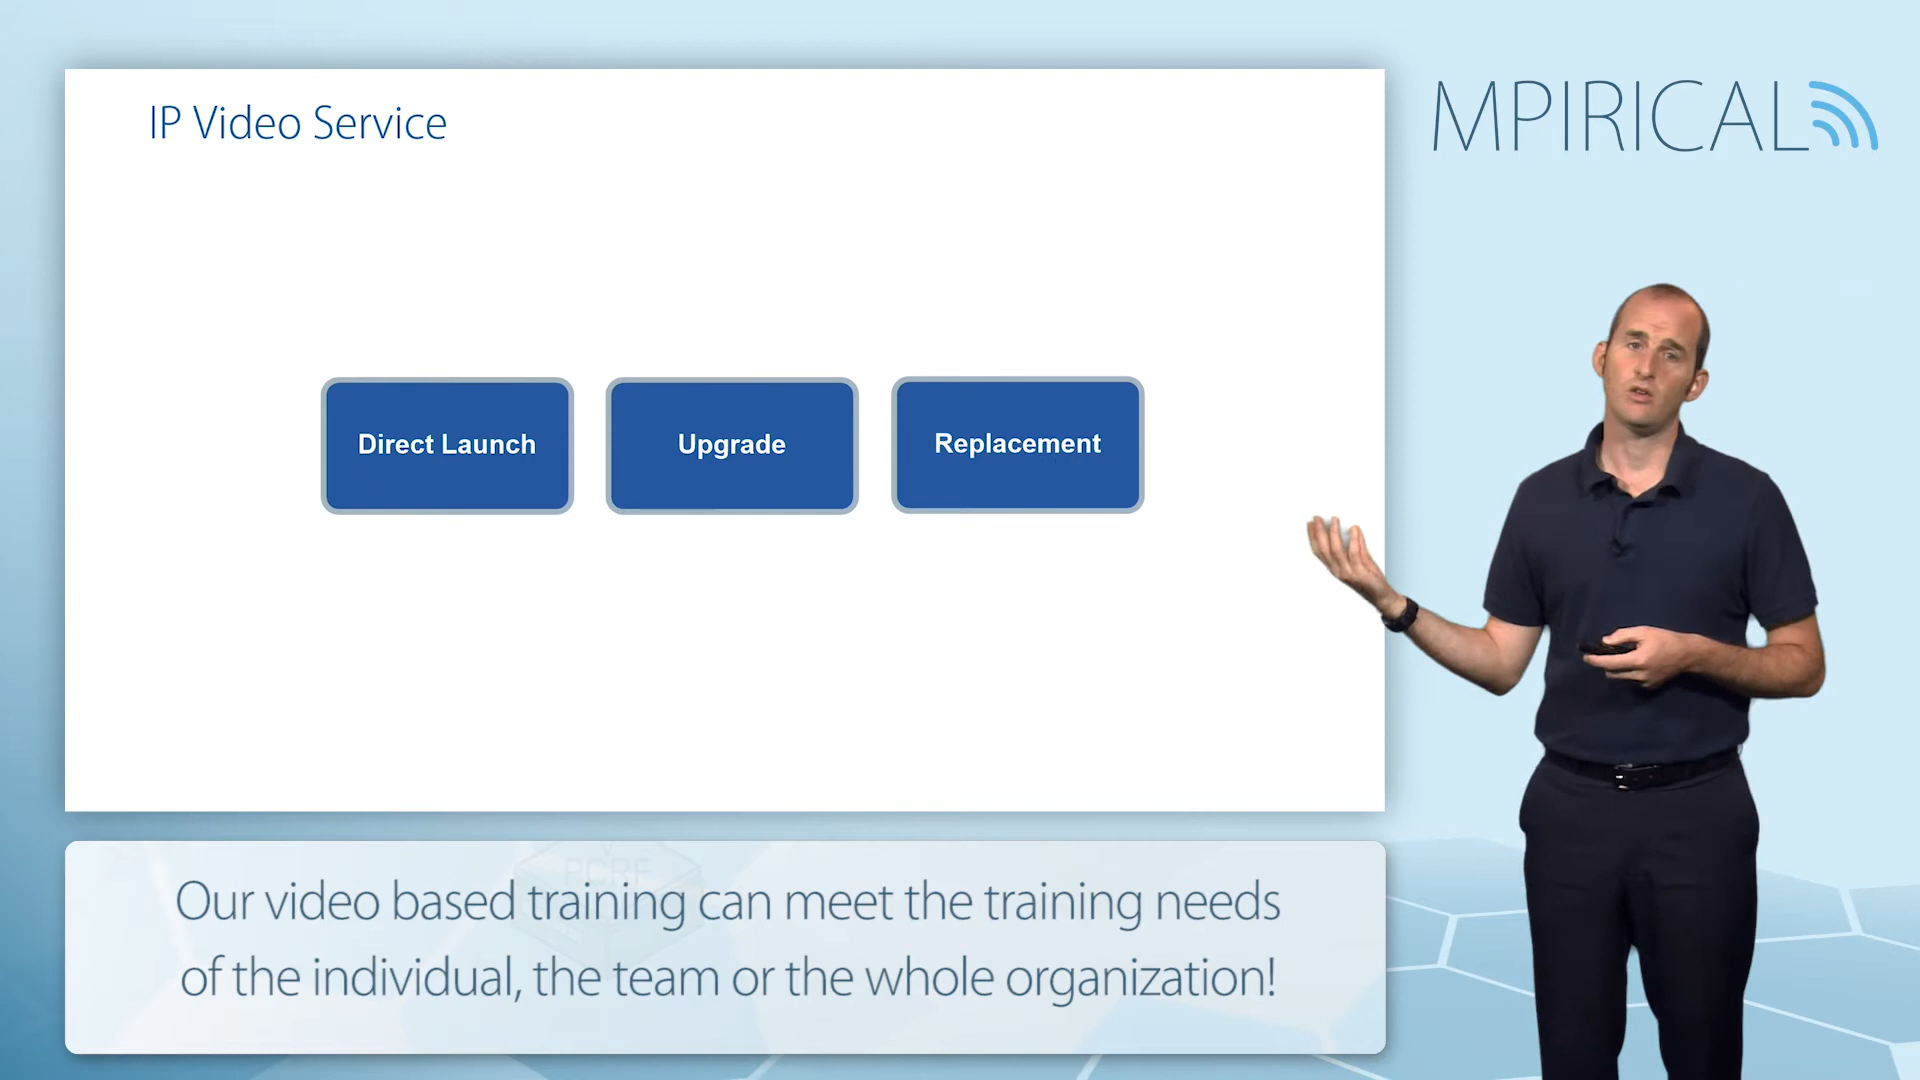 IP Video Service
MPIRICAL
Direct Launch
Upgrade
Replacement
PCRF
Our video based training can meet the training needs
of the individual, the team or the whole organization!